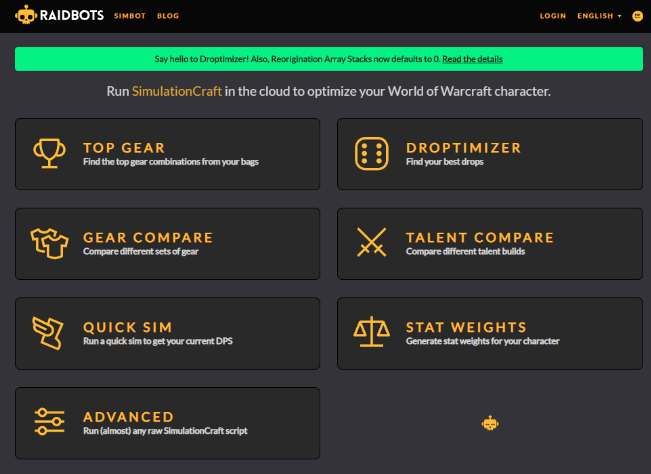 RAIDBOTS SIMBOT BLOG LOGIN ENGLISH
Say hello to Droptimizer! Also, Reorigination Array Stacks now defaults to 0. Read the details
Run SimulationCraft in the cloud to optimize your World of Warcraft character.
TOP GEAR
Find the top gear combinations from your bags
DROPTIMIZER
Find your best drops
GEAR COMPARE
Compare different sets of gear
TALENT COMPARE
Compare different talent builds
QUICK SIM
Run a quick sim to get your current DPS
STAT WEIGHTS
Generate stat weights for your character
ADVANCED
Run (almost) any raw SimulationCraft script